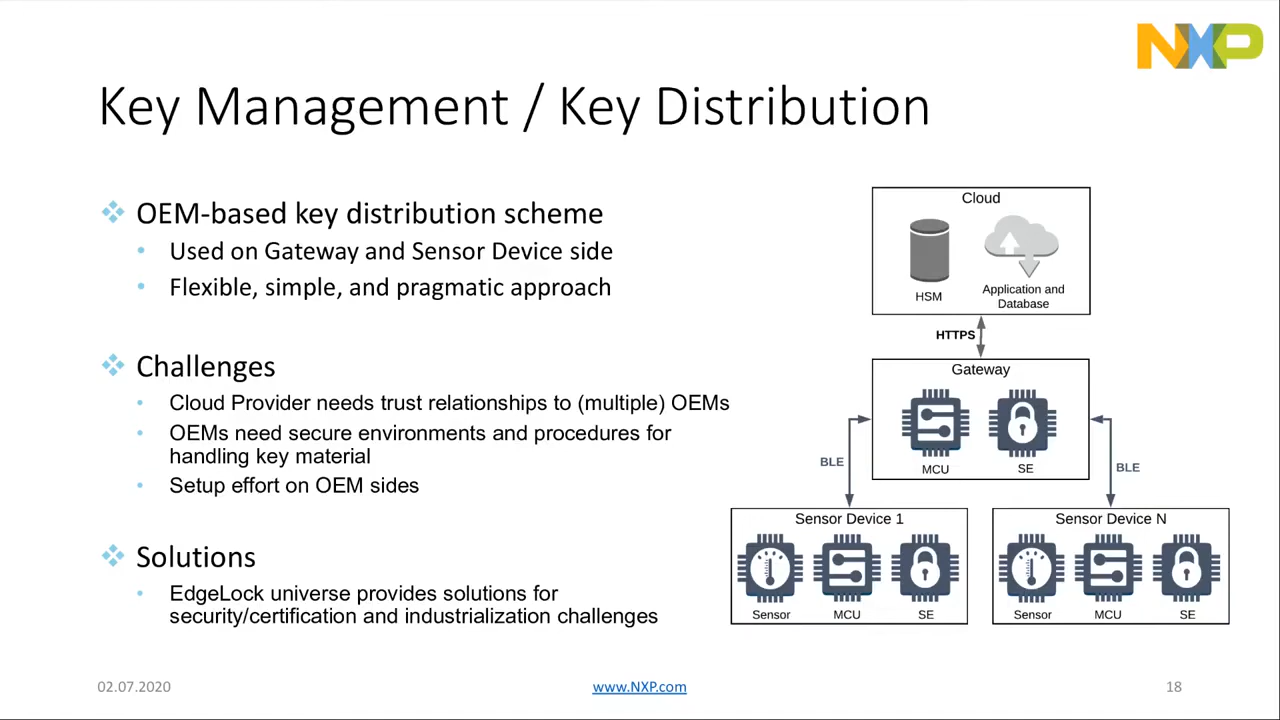 NXP
Key Management / Key Distribution
OEM-based key distribution scheme
Used on Gateway and Sensor Device side
Flexible, simple, and pragmatic approach
Challenges
Cloud Provider needs trust relationships to (multiple) OEMs
OEMs need secure environments and procedures for
handling key material
Setup effort on OEM sides
Solutions
EdgeLock universe provides solutions for
security/certification and industrialization challenges
Cloud
HSM
Application and
Database
HTTPS
Gateway
MCU
SE
BLE
BLE
Sensor Device 1
Sensor
MCU
SE
Sensor Device N
Sensor
MCU
SE
02.07.2020
www.NXP.com
18